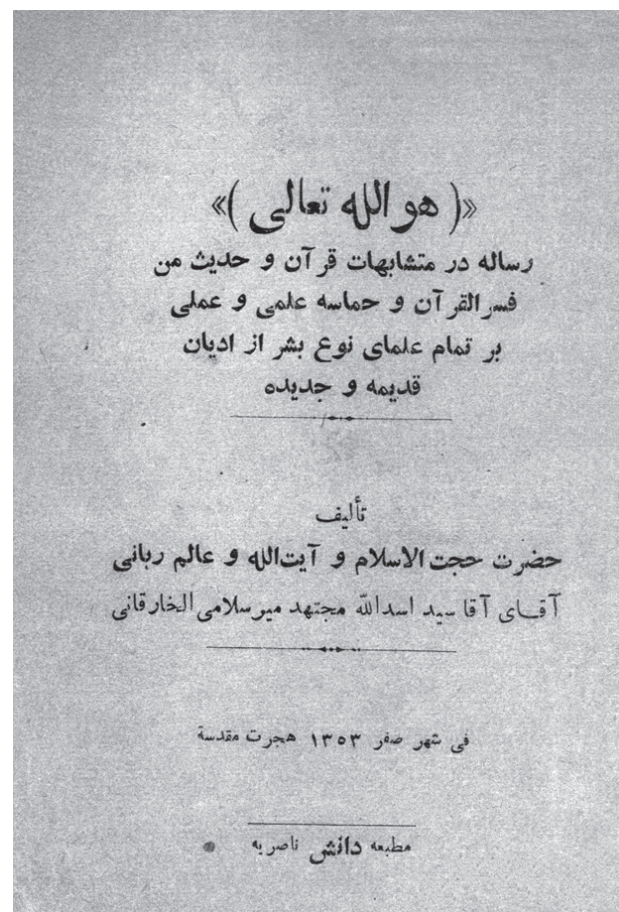 «( هو الله تعالی )»
رساله در متشابهات قرآن و حدیث من
فسر القرآن و حماسه علمی و عملی
بر تمام علمای نوع بشر از ادیان
قدیمه و جدیده
تألیف
حضرت حجت الاسلام و آیت‌الله و عالم ربانی
آقـای آقا سید اسدالله مجتهد میرسلامی الخارقانی
فی شهر صفر ۱۳۵۳ هجرت مقدسة
مطبعه دانش ناصریه